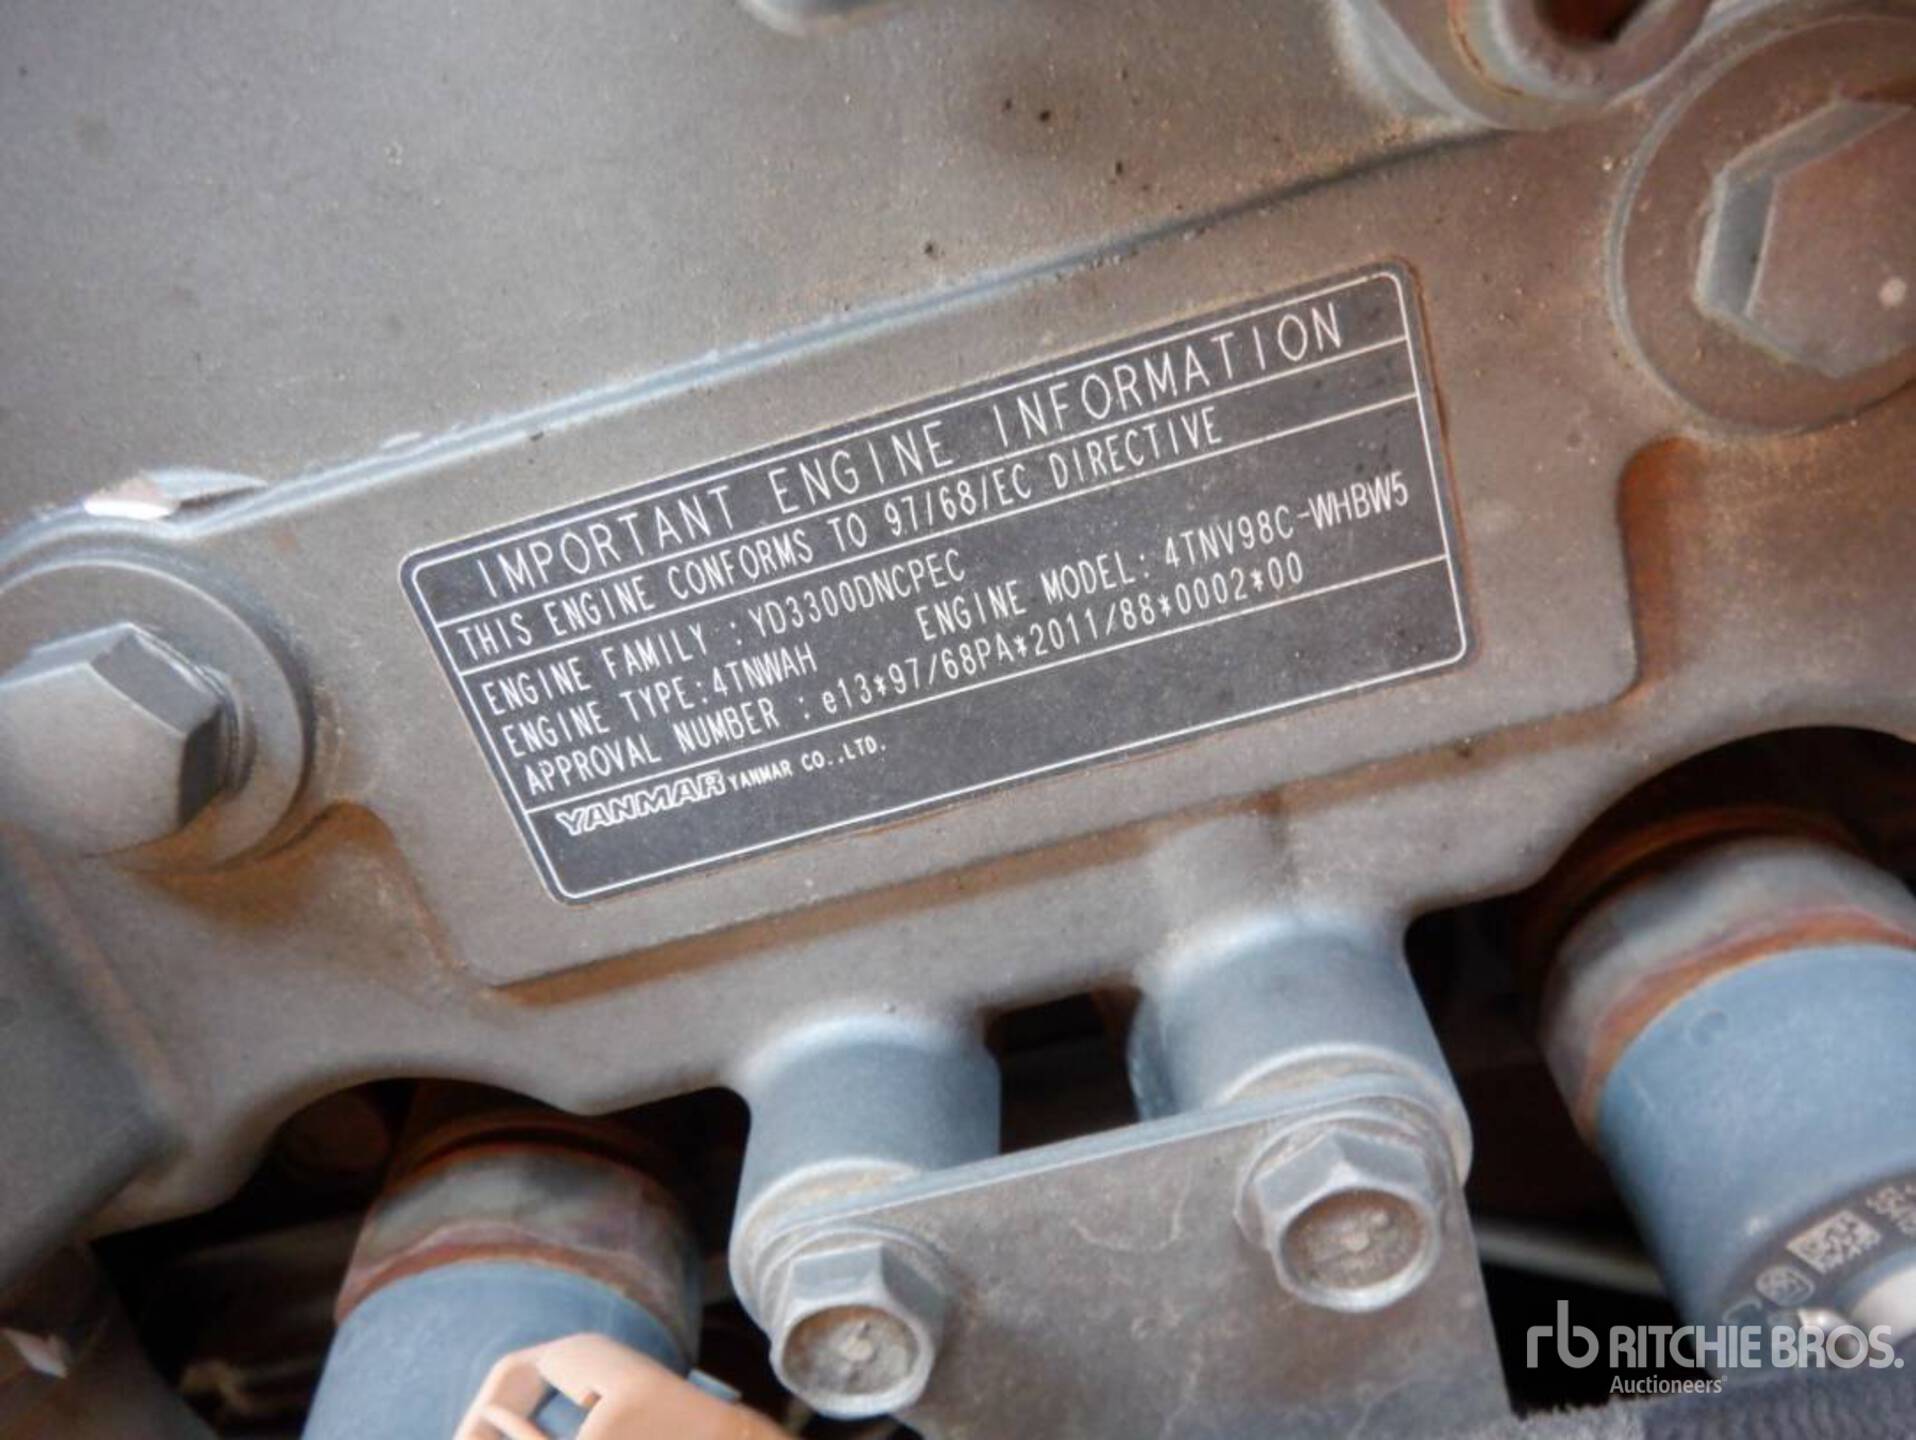 IMPORTANT ENGINE INFORMATION
THIS ENGINE CONFORMS TO 97/68/EC DIRECTIVE
ENGINE FAMILY : YD3300DNCPEC
ENGINE TYPE:4TNWAH ENGINE MODEL: 4TNV98C-WHBW5
APPROVAL NUMBER : e13*97/68PA*2011/88*0002*00
YANMAR YANMAR CO.,LTD.
rb RITCHIE BROS.
Auctioneers